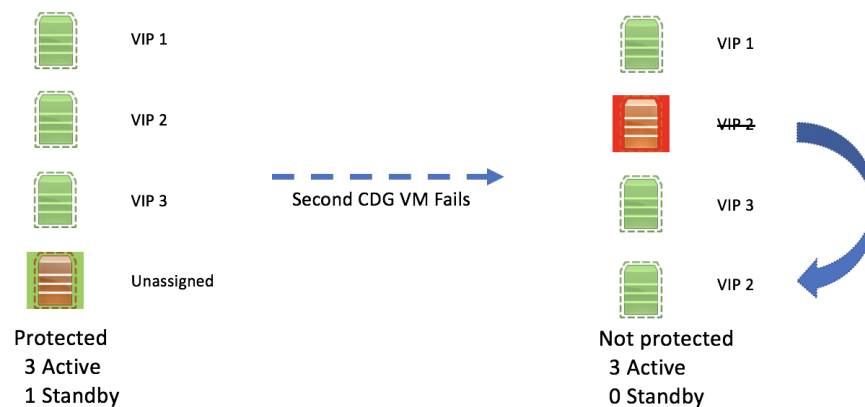 VIP 1
VIP 2
VIP 3
Unassigned
Protected
3 Active
1 Standby
Second CDG VM Fails
VIP 1
VIP 2
VIP 3
VIP 2
Not protected
3 Active
0 Standby